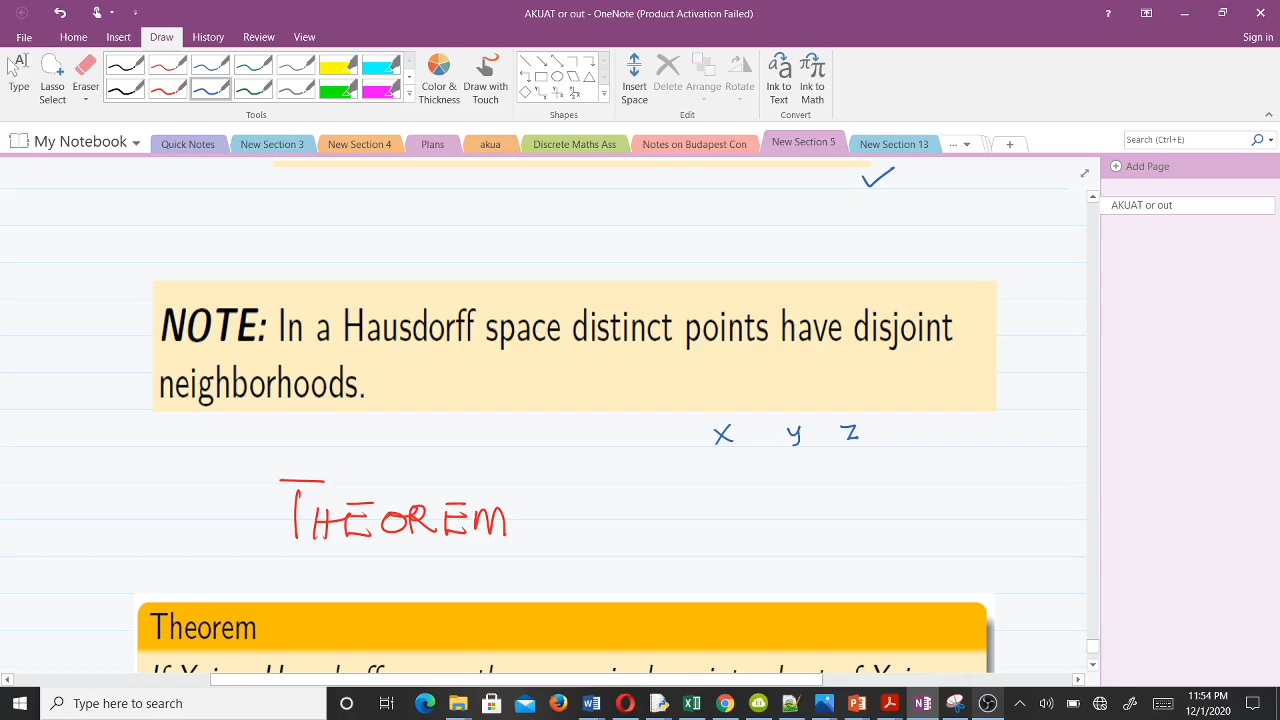 AKUAT or out - OneNote (Product Activation Failed)
?
File Home Insert Draw History Review View
Sign in
Type
Lasso Select
Eraser
Color & Thickness
Draw with Touch
Insert Space
Delete
Arrange
Rotate
Ink to Text
Ink to Math
Tools
Shapes
Edit
Convert
My Notebook
Quick Notes
New Section 3
New Section 4
Plans
akua
Discrete Maths Ass
Notes on Budapest Con
New Section 5
New Section 13
...
Search (Ctrl+E)
Add Page
AKUAT or out
NOTE: In a Hausdorff space distinct points have disjoint
neighborhoods.
x y z
THEOREM
Theorem
Type here to search
11:54 PM
12/1/2020